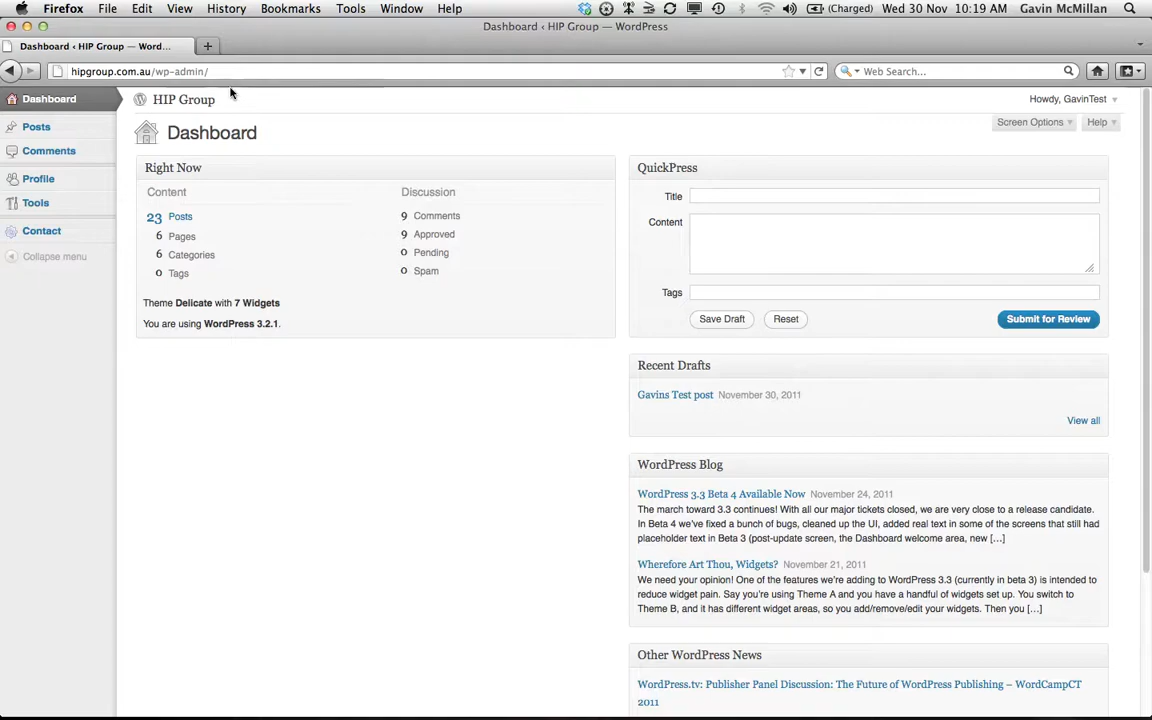 Firefox File Edit View History Bookmarks Tools Window Help (Charged) Wed 30 Nov 10:19 AM Gavin McMillan
Dashboard ‹ HIP Group — WordPress
Dashboard ‹ HIP Group — Word... +
hipgroup.com.au/wp-admin/ Web Search...
Dashboard
Posts
Comments
Profile
Tools
Contact
Collapse menu
HIP Group
Howdy, GavinTest
Dashboard
Screen Options Help
Right Now
Content Discussion
23 Posts 9 Comments
6 Pages 9 Approved
6 Categories 0 Pending
0 Tags 0 Spam
Theme Delicate with 7 Widgets
You are using WordPress 3.2.1.
QuickPress
Title
Content
Tags
Save Draft Reset Submit for Review
Recent Drafts
Gavins Test post November 30, 2011
View all
WordPress Blog
WordPress 3.3 Beta 4 Available Now November 24, 2011
The march toward 3.3 continues! With all our major tickets closed, we are very close to a release candidate.
In Beta 4 we've fixed a bunch of bugs, cleaned up the UI, added real text in some of the screens that still had
placeholder text in Beta 3 (post-update screen, the Dashboard welcome area, new [...]
Wherefore Art Thou, Widgets? November 21, 2011
We need your opinion! One of the features we're adding to WordPress 3.3 (currently in beta 3) is intended to
reduce widget pain. Say you're using Theme A and you have a handful of widgets set up. You switch to
Theme B, and it has different widget areas, so you add/remove/edit your widgets. Then you [...]
Other WordPress News
WordPress.tv: Publisher Panel Discussion: The Future of WordPress Publishing – WordCampCT
2011